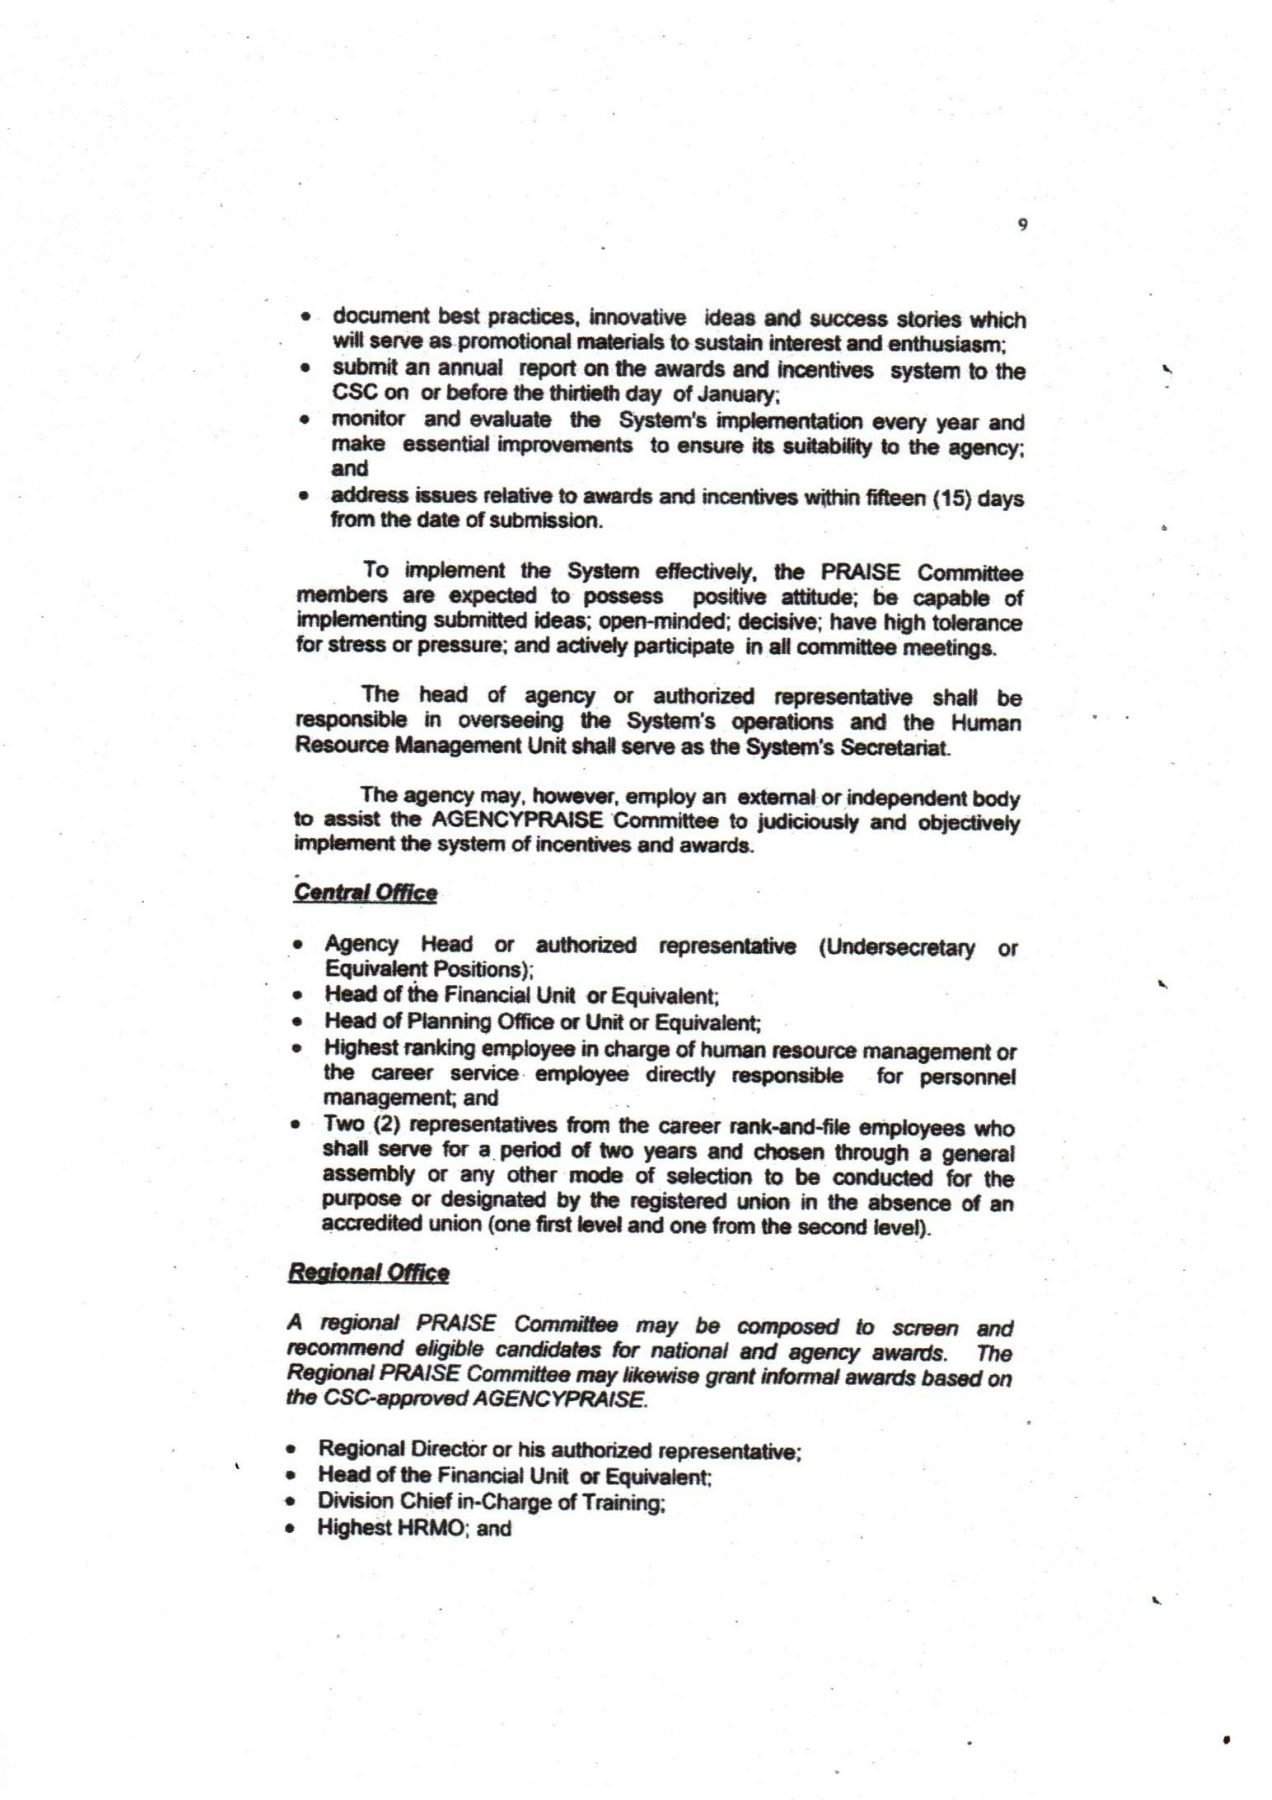 9
• document best practices, innovative ideas and success stories which
will serve as promotional materials to sustain interest and enthusiasm;
• submit an annual report on the awards and incentives system to the
CSC on or before the thirtieth day of January;
• monitor and evaluate the System's implementation every year and
make essential improvements to ensure its suitability to the agency;
and
• address issues relative to awards and incentives within fifteen (15) days
from the date of submission.
To implement the System effectively, the PRAISE Committee
members are expected to possess positive attitude; be capable of
implementing submitted ideas; open-minded; decisive; have high tolerance
for stress or pressure; and actively participate in all committee meetings.
The head of agency or authorized representative shall be
responsible in overseeing the System's operations and the Human
Resource Management Unit shall serve as the System's Secretariat.
The agency may, however, employ an external or independent body
to assist the AGENCYPRAISE Committee to judiciously and objectively
implement the system of incentives and awards.
Central Office
• Agency Head or authorized representative (Undersecretary or
Equivalent Positions);
• Head of the Financial Unit or Equivalent;
• Head of Planning Office or Unit or Equivalent;
• Highest ranking employee in charge of human resource management or
the career service employee directly responsible for personnel
management; and
• Two (2) representatives from the career rank-and-file employees who
shall serve for a period of two years and chosen through a general
assembly or any other mode of selection to be conducted for the
purpose or designated by the registered union in the absence of an
accredited union (one first level and one from the second level).
Regional Office
A regional PRAISE Committee may be composed to screen and
recommend eligible candidates for national and agency awards. The
Regional PRAISE Committee may likewise grant informal awards based on
the CSC-approved AGENCYPRAISE.
• Regional Director or his authorized representative;
• Head of the Financial Unit or Equivalent;
• Division Chief in-Charge of Training;
• Highest HRMO; and